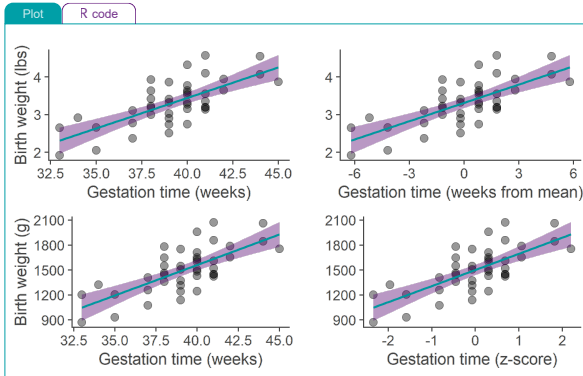 Plot R code
Birth weight (lbs)
4
3
2
32.5 35.0 37.5 40.0 42.5 45.0
Gestation time (weeks)
4
3
2
-6 -3 0 3 6
Gestation time (weeks from mean)
Birth weight (g)
2100
1800
1500
1200
900
32.5 35.0 37.5 40.0 42.5 45.0
Gestation time (weeks)
2100
1800
1500
1200
900
-2 -1 0 1 2
Gestation time (z-score)